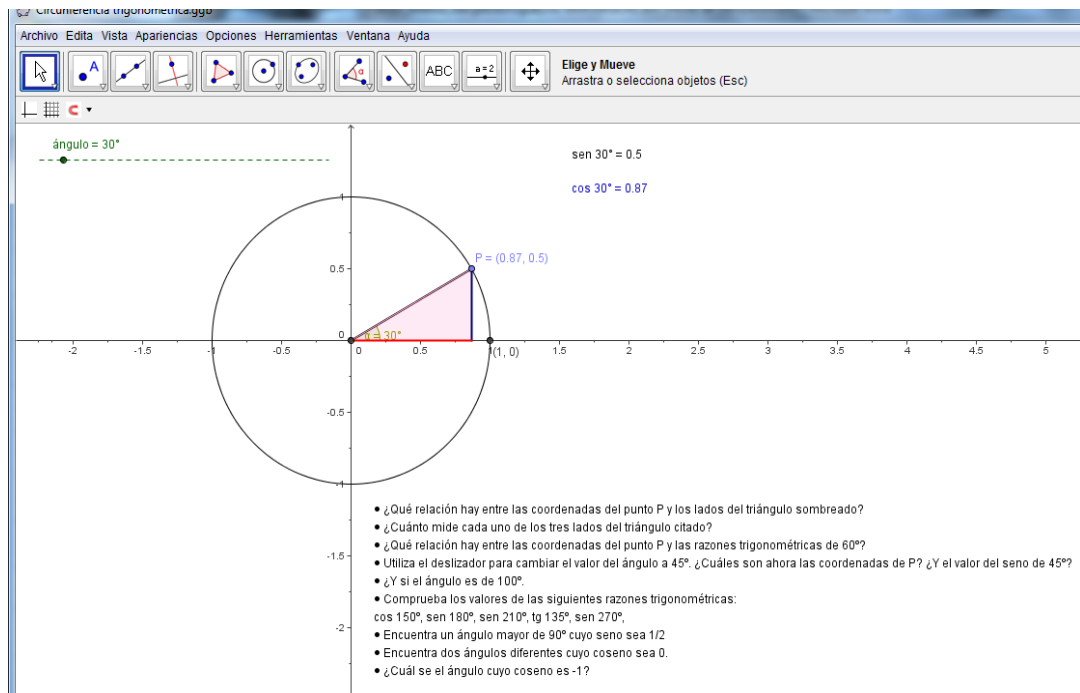 Circunferencia trigonométrica.ggb
Archivo Edita Vista Apariencias Opciones Herramientas Ventana Ayuda
A
α
ABC
a=2
Elige y Mueve
Arrastra o selecciona objetos (Esc)
ángulo = 30°
sen 30° = 0.5
cos 30° = 0.87
1
P = (0.87, 0.5)
0.5
0
α = 30°
-2 -1.5 -1 -0.5 0 0.5 1 (1, 0) 1.5 2 2.5 3 3.5 4 4.5 5
-0.5
-1
• ¿Qué relación hay entre las coordenadas del punto P y los lados del triángulo sombreado?
• ¿Cuánto mide cada uno de los tres lados del triángulo citado?
• ¿Qué relación hay entre las coordenadas del punto P y las razones trigonométricas de 60º?
-1.5
• Utiliza el deslizador para cambiar el valor del ángulo a 45º. ¿Cuáles son ahora las coordenadas de P? ¿Y el valor del seno de 45º?
• ¿Y si el ángulo es de 100º.
• Comprueba los valores de las siguientes razones trigonométricas:
cos 150º, sen 180º, sen 210º, tg 135º, sen 270º,
-2
• Encuentra un ángulo mayor de 90º cuyo seno sea 1/2
• Encuentra dos ángulos diferentes cuyo coseno sea 0.
• ¿Cuál se el ángulo cuyo coseno es -1?